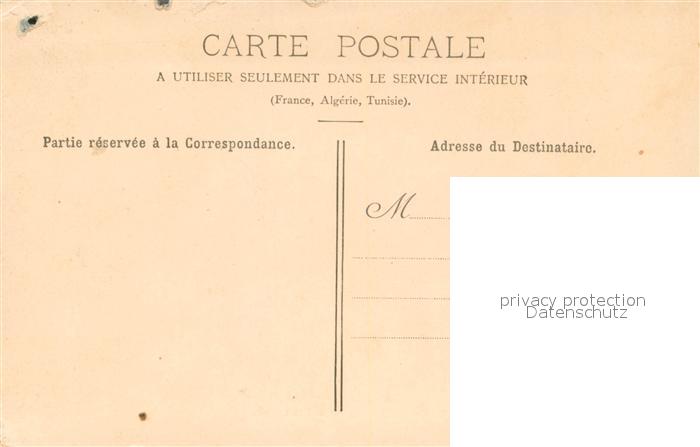 CARTE POSTALE
A UTILISER SEULEMENT DANS LE SERVICE INTÉRIEUR
(France, Algérie, Tunisie).
Partie réservée à la Correspondance.
Adresse du Destinataire.
M
privacy protection
Datenschutz